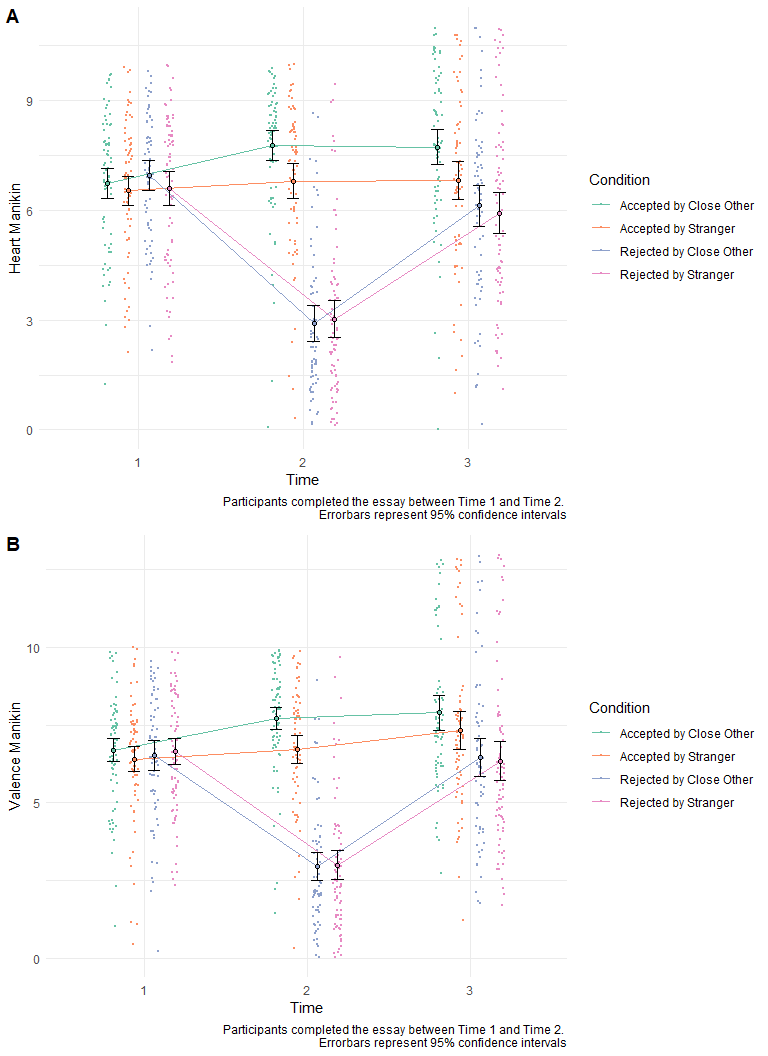 A
Heart Manikin
9
6
3
0
1
2
3
Time
Participants completed the essay between Time 1 and Time 2.
Errorbars represent 95% confidence intervals
Condition
Accepted by Close Other
Accepted by Stranger
Rejected by Close Other
Rejected by Stranger
B
Valence Manikin
10
5
0
1
2
3
Time
Participants completed the essay between Time 1 and Time 2.
Errorbars represent 95% confidence intervals
Condition
Accepted by Close Other
Accepted by Stranger
Rejected by Close Other
Rejected by Stranger